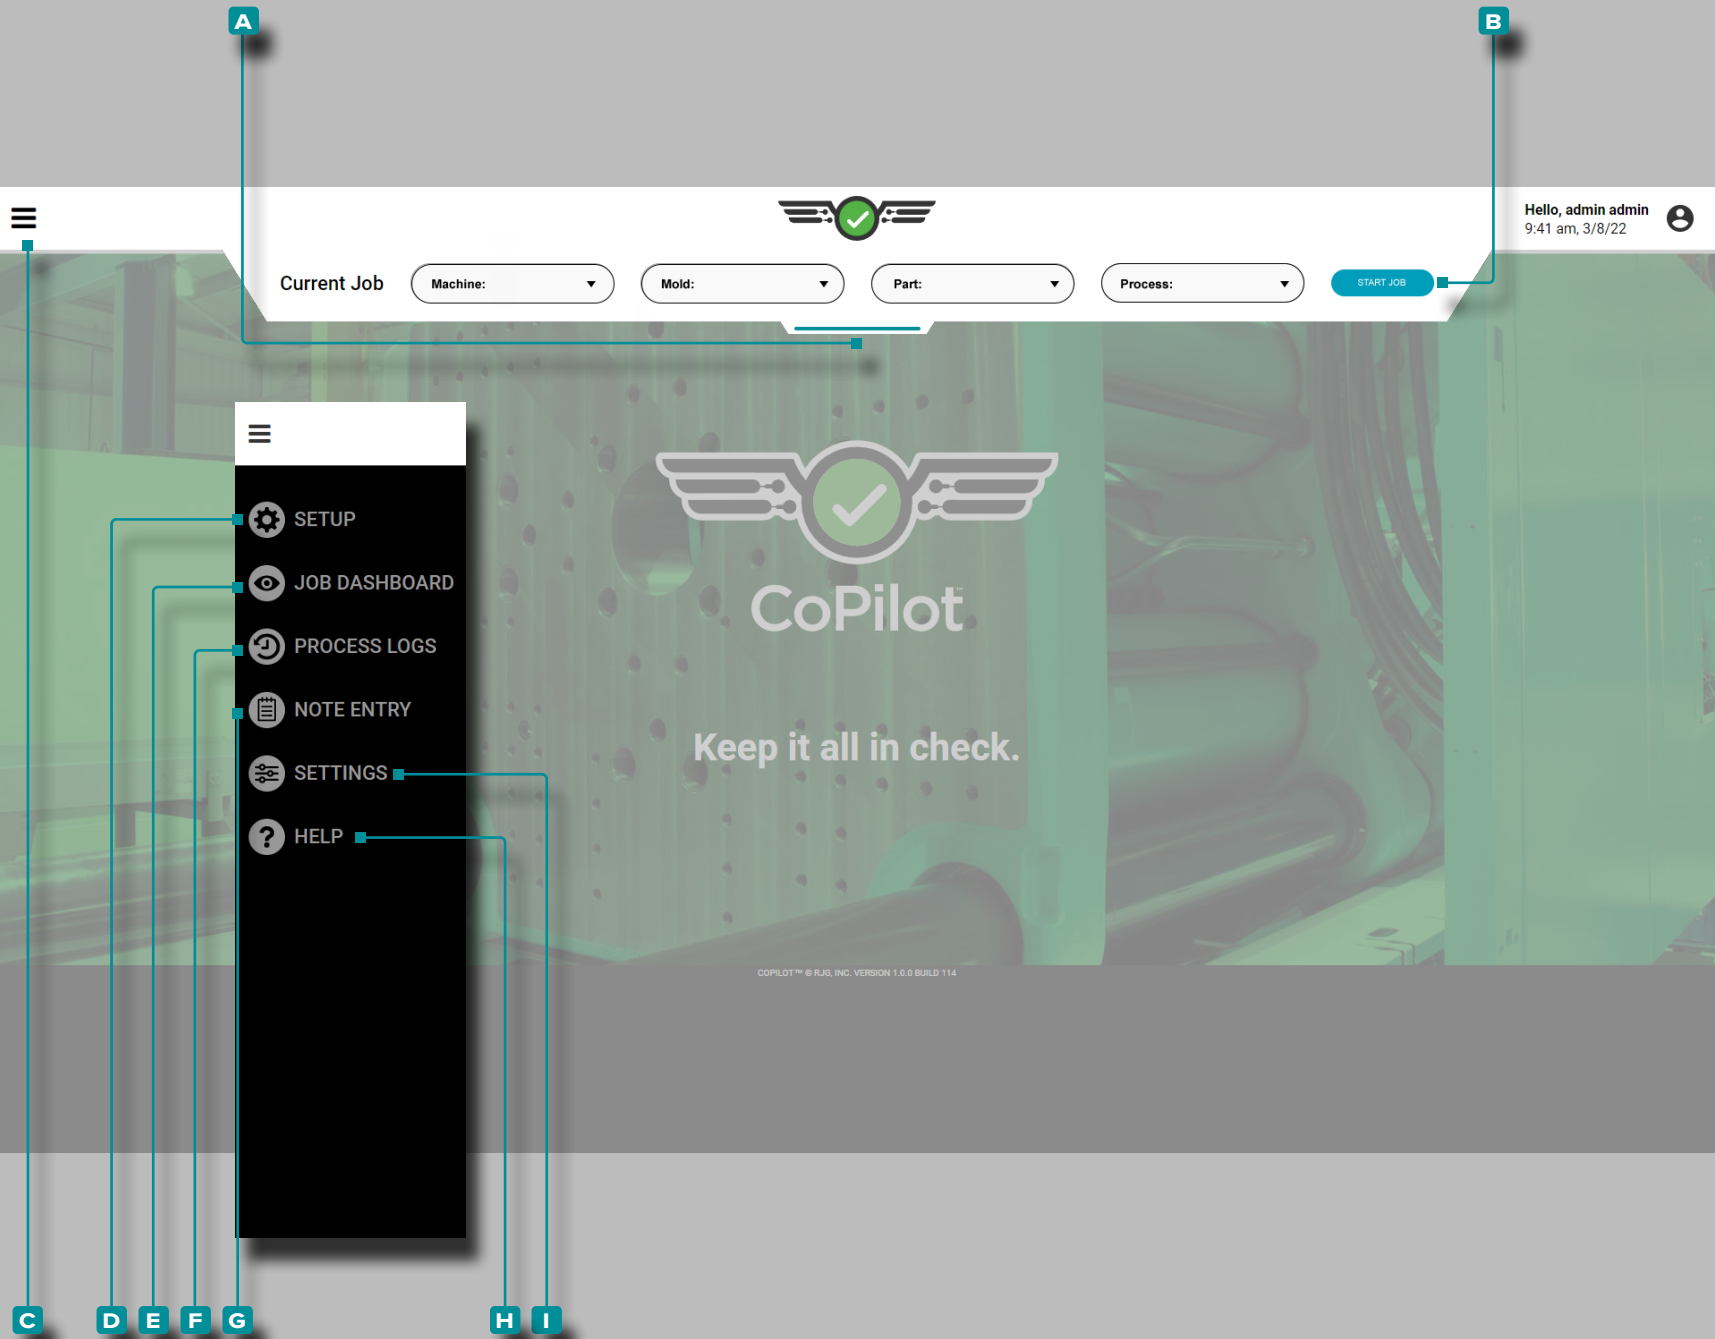 A
B
Hello, admin admin
9:41 am, 3/8/22
Current Job
Machine:
Mold:
Part:
Process:
START JOB
SETUP
JOB DASHBOARD
PROCESS LOGS
NOTE ENTRY
SETTINGS
HELP
CoPilot™
Keep it all in check.
COPILOT™ © RJG, INC. VERSION 1.0.0 BUILD 114
C
D
E
F
G
H
I